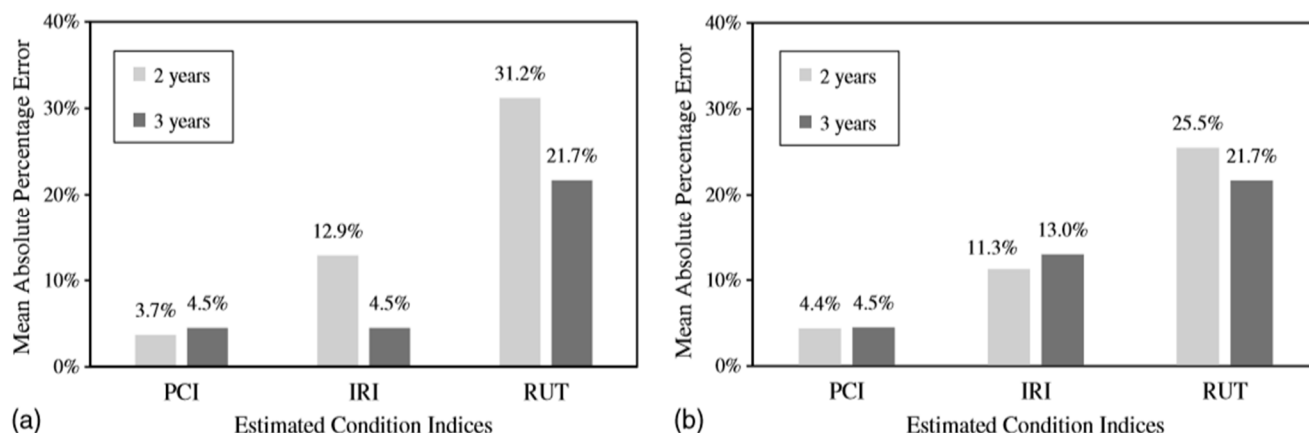 40%
30%
20%
10%
0%
Mean Absolute Percentage Error
2 years
3 years
3.7%
4.5%
12.9%
4.5%
31.2%
21.7%
PCI
IRI
RUT
(a)
Estimated Condition Indices
40%
30%
20%
10%
0%
Mean Absolute Percentage Error
2 years
3 years
4.4%
4.5%
11.3%
13.0%
25.5%
21.7%
PCI
IRI
RUT
(b)
Estimated Condition Indices